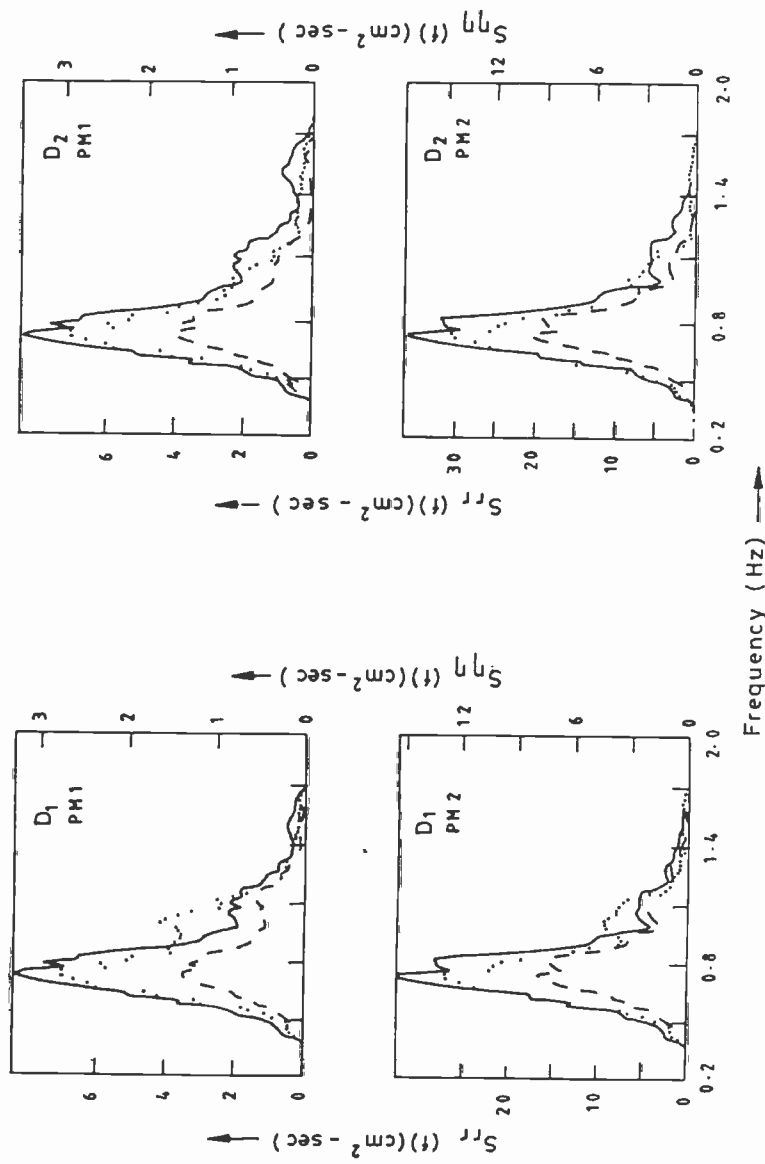 D1
PM1
Srr (f)(cm²- sec)
6
4
2
0
Sηη (f)(cm²-sec)
3
2
1
0
D2
PM1
Srr (f)(cm²- sec)
6
4
2
0
Sηη (f)(cm²-sec)
3
2
1
0
D1
PM2
20
10
0
12
6
0
0·2
0·8
1·4
2·0
D2
PM2
30
20
10
0
12
6
0
0·2
0·8
1·4
2·0
Frequency (Hz)